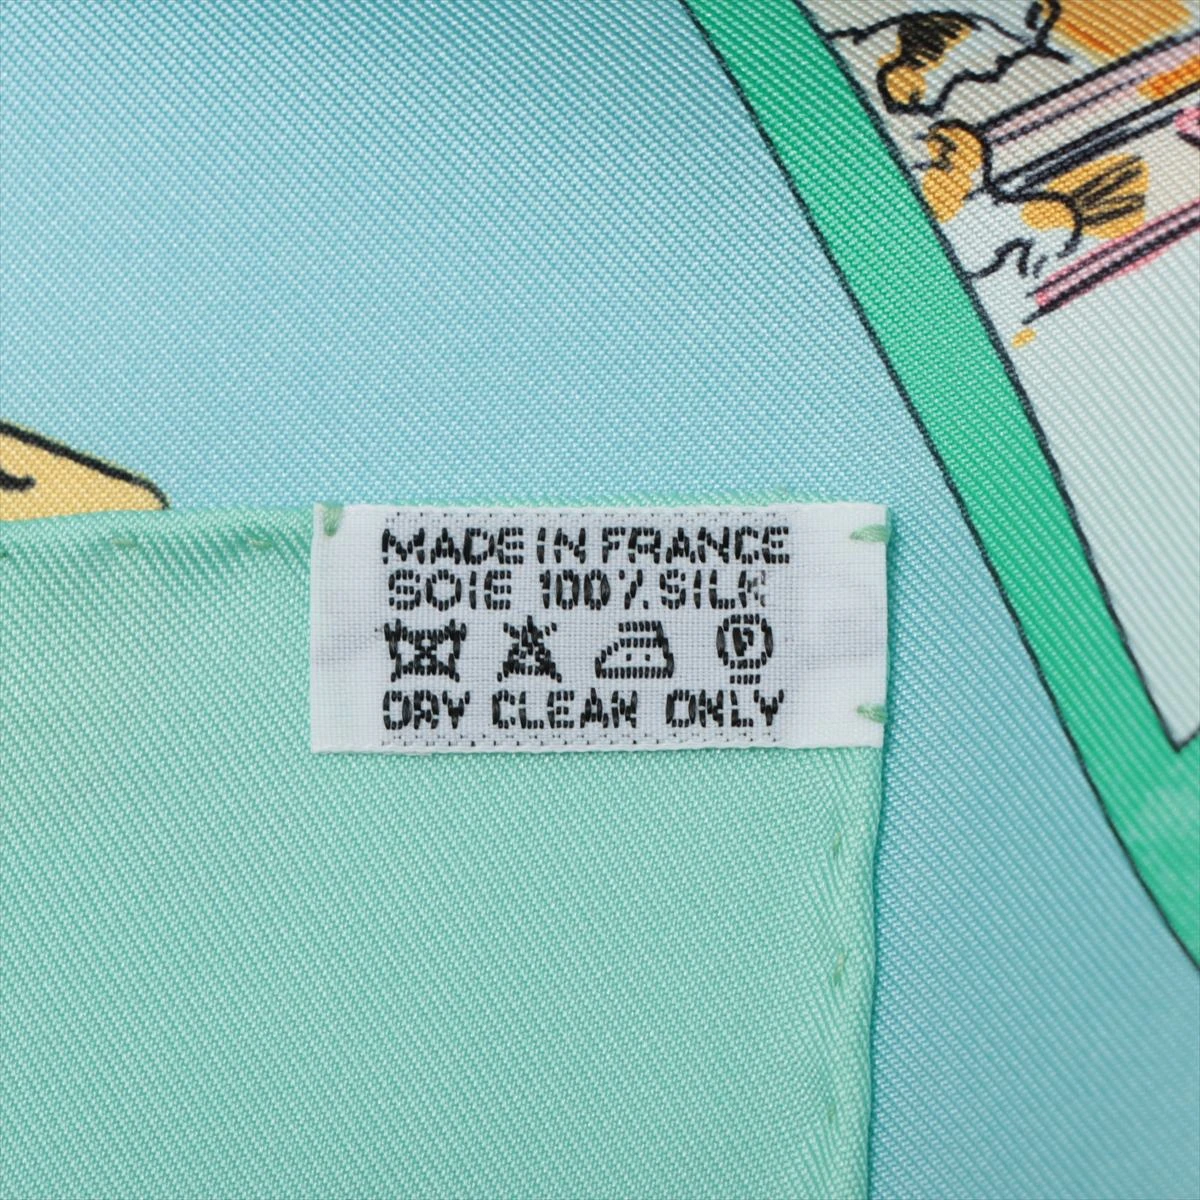 MADE IN FRANCE
SOIE 100% SILK
P
DRY CLEAN ONLY